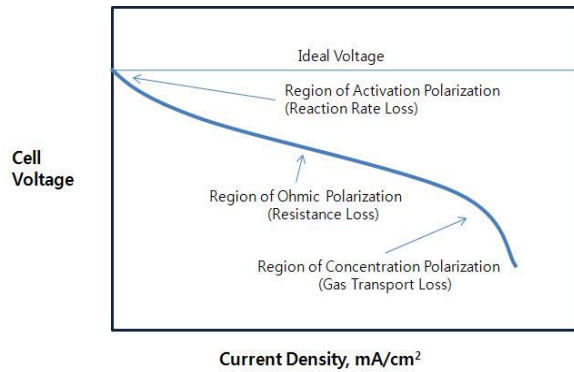 Ideal Voltage
Region of Activation Polarization
(Reaction Rate Loss)
Cell
Voltage
Region of Ohmic Polarization
(Resistance Loss)
Region of Concentration Polarization
(Gas Transport Loss)
Current Density, mA/cm²